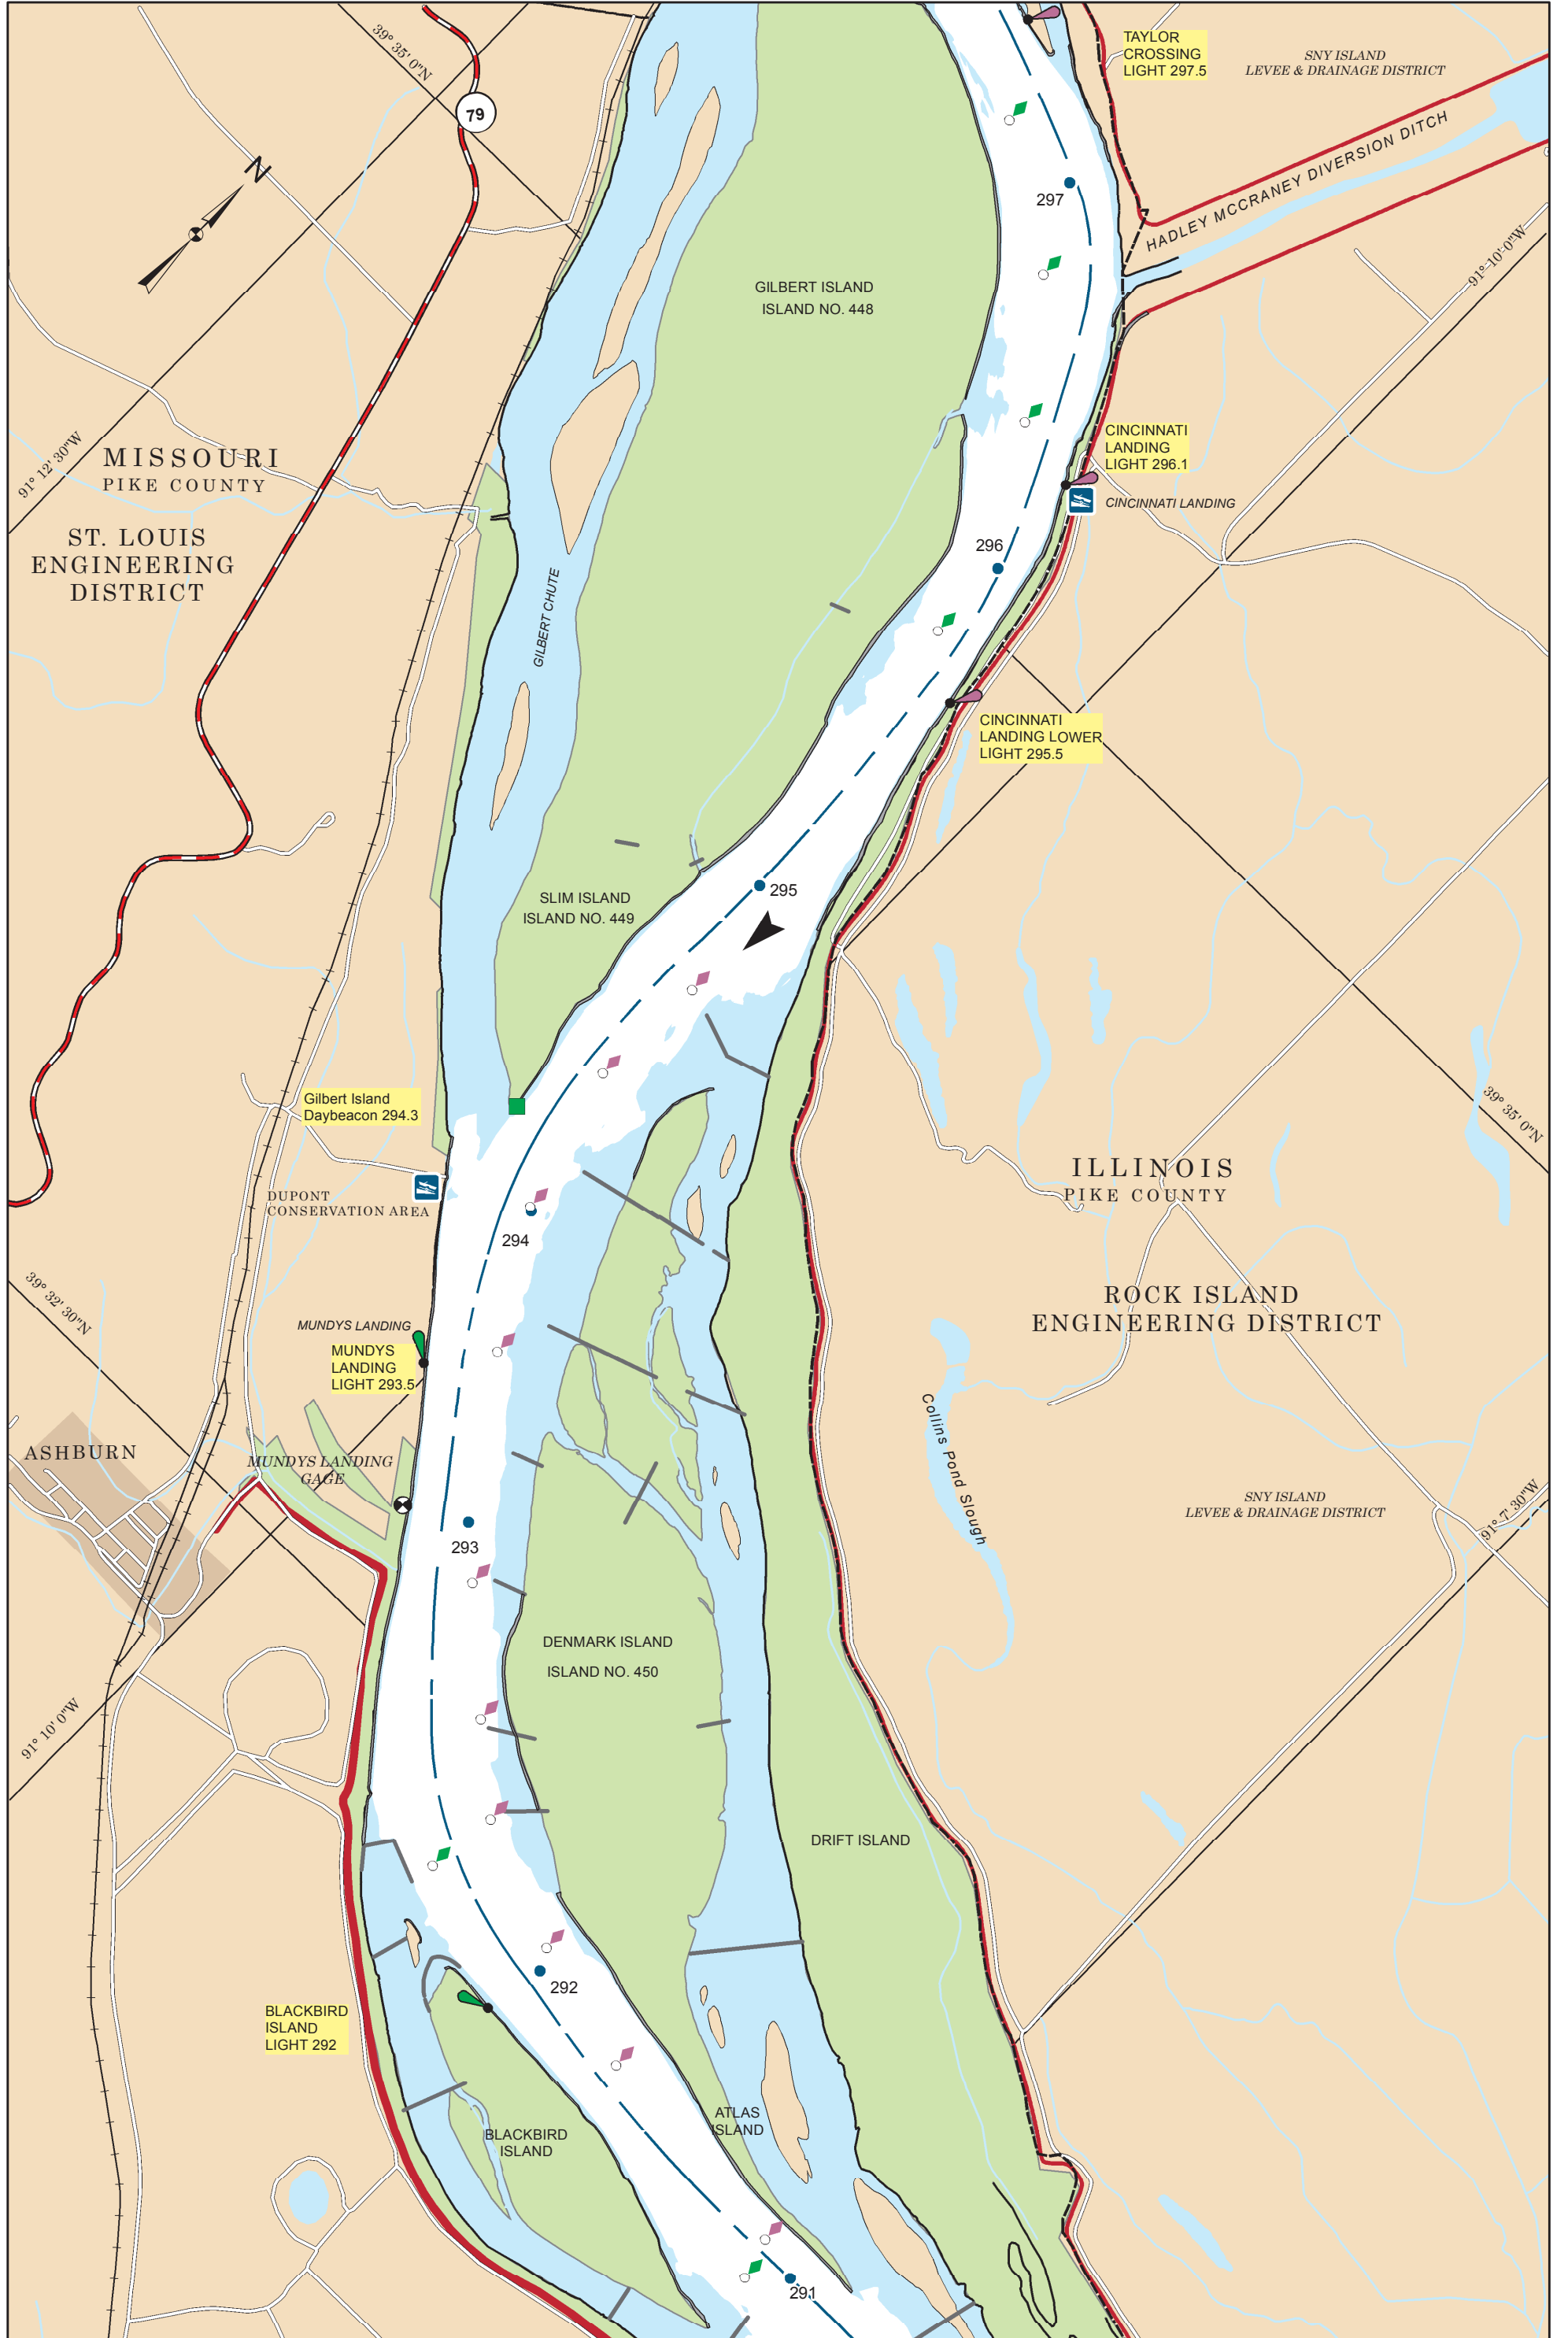 TAYLOR
CROSSING
LIGHT 297.5
SNY ISLAND
LEVEE & DRAINAGE DISTRICT
39° 35' 0"N
79
N
HADLEY MCCRANEY DIVERSION DITCH
297
91° 10' 0"W
GILBERT ISLAND
ISLAND NO. 448
CINCINNATI
LANDING
LIGHT 296.1
CINCINNATI LANDING
91° 12' 30"W
MISSOURI
PIKE COUNTY
ST. LOUIS
ENGINEERING
DISTRICT
296
GILBERT CHUTE
CINCINNATI
LANDING LOWER
LIGHT 295.5
295
SLIM ISLAND
ISLAND NO. 449
Gilbert Island
Daybeacon 294.3
39° 35' 0"N
ILLINOIS
PIKE COUNTY
DUPONT
CONSERVATION AREA
294
39° 32' 30"N
ROCK ISLAND
ENGINEERING DISTRICT
MUNDYS LANDING
MUNDYS
LANDING
LIGHT 293.5
Collins Pond Slough
ASHBURN
MUNDYS LANDING
GAGE
SNY ISLAND
LEVEE & DRAINAGE DISTRICT
91° 7' 30"W
293
DENMARK ISLAND
ISLAND NO. 450
91° 10' 0"W
DRIFT ISLAND
292
BLACKBIRD
ISLAND
LIGHT 292
ATLAS
ISLAND
BLACKBIRD
ISLAND
291